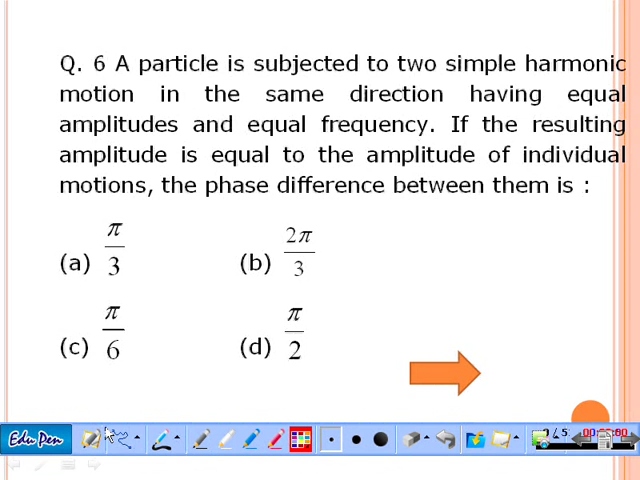 Q. 6 A particle is subjected to two simple harmonic
motion in the same direction having equal
amplitudes and equal frequency. If the resulting
amplitude is equal to the amplitude of individual
motions, the phase difference between them is :
(a) π/3 (b) 2π/3
(c) π/6 (d) π/2
Edu Pen